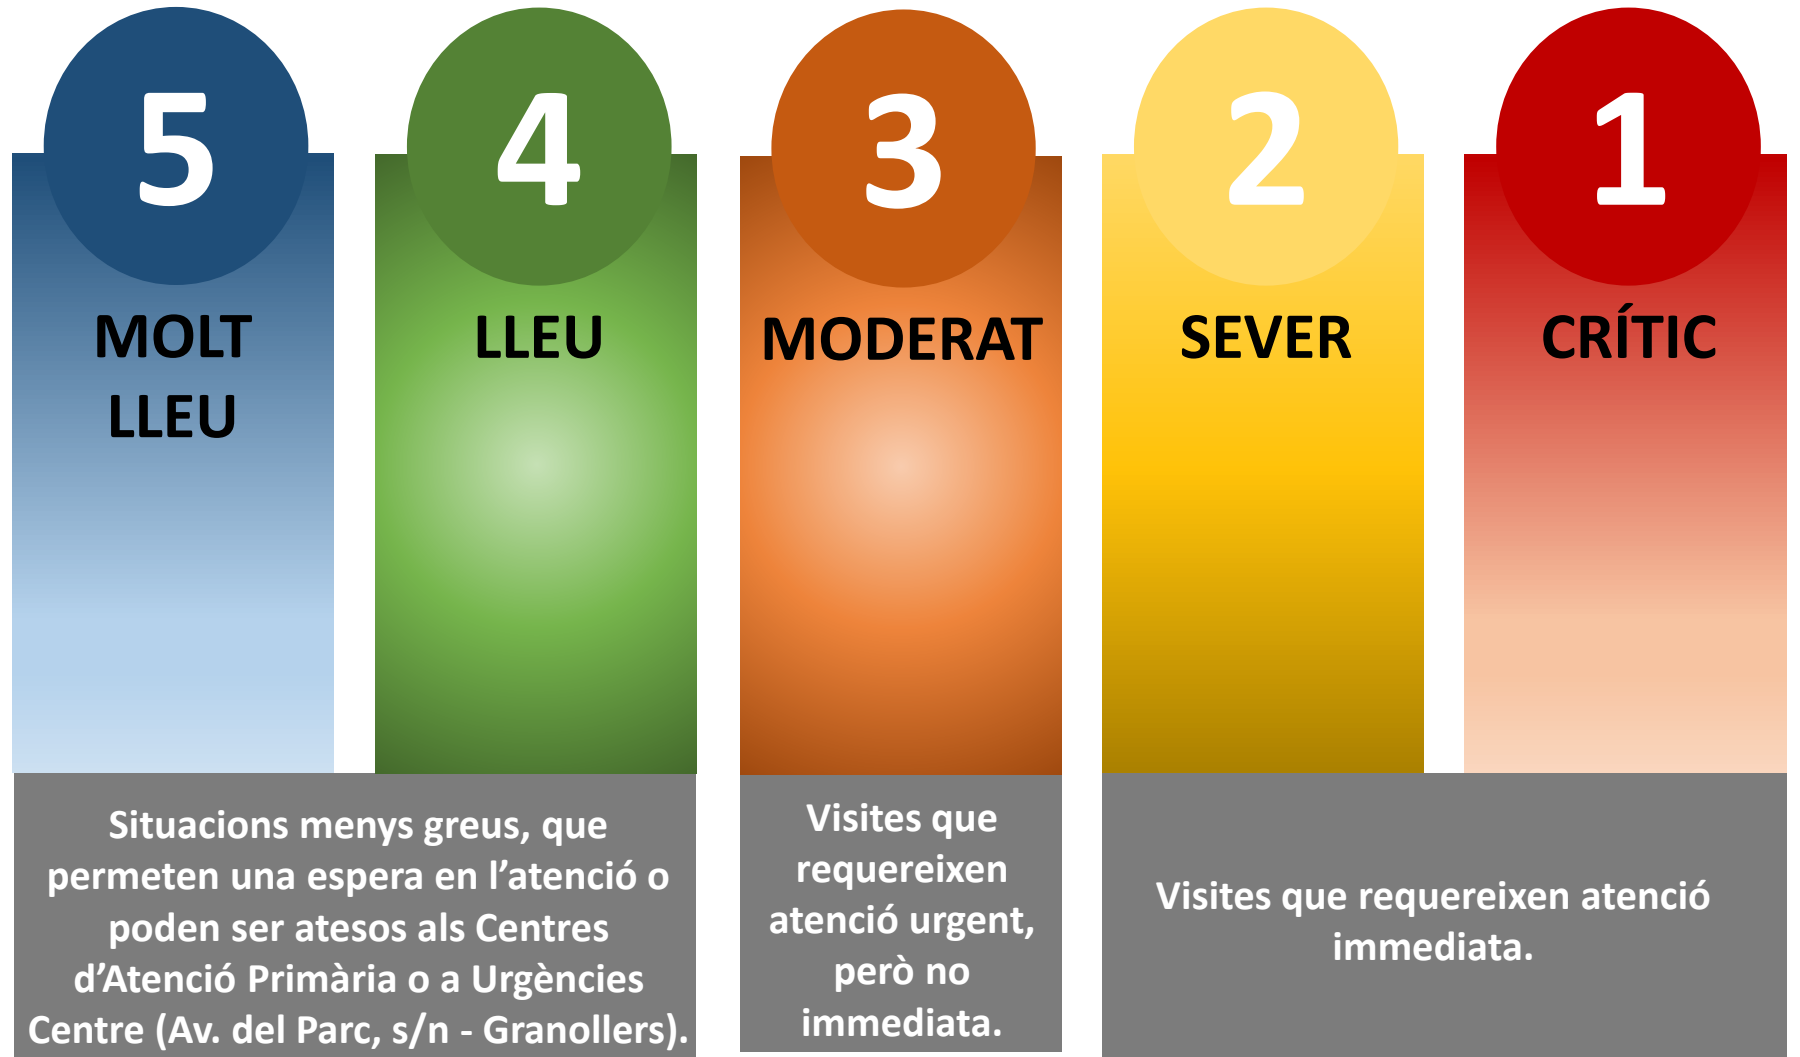 5
MOLT
LLEU
4
LLEU
3
MODERAT
2
SEVER
1
CRÍTIC
Situacions menys greus, que
permeten una espera en l’atenció o
poden ser atesos als Centres
d’Atenció Primària o a Urgències
Centre (Av. del Parc, s/n - Granollers).
Visites que
requereixen
atenció urgent,
però no
immediata.
Visites que requereixen atenció
immediata.